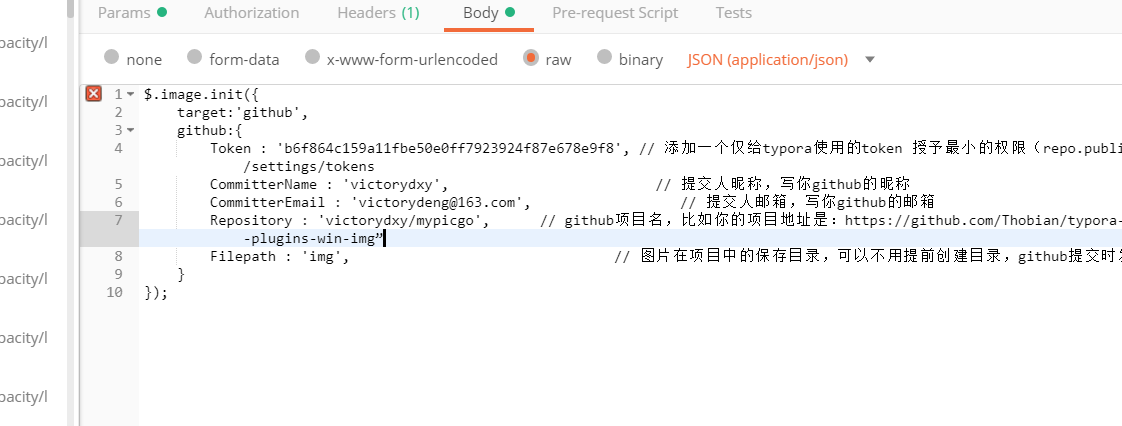 Params Authorization Headers (1) Body Pre-request Script Tests
none form-data x-www-form-urlencoded raw binary JSON (application/json)
pacity/l
pacity/l
pacity/l
pacity/l
pacity/l
pacity/l
pacity/l
1 $.image.init({
2 target:'github',
3 github:{
4 Token : 'b6f864c159a11fbe50e0ff7923924f87e678e9f8', // 添加一个仅给typora使用的token 授予最小的权限（repo.publi
/settings/tokens
5 CommitterName : 'victorydxy', // 提交人昵称，写你github的昵称
6 CommitterEmail : 'victorydeng@163.com', // 提交人邮箱，写你github的邮箱
7 Repository : 'victorydxy/mypicgo', // github项目名，比如你的项目地址是：https://github.com/Thobian/typora-
-plugins-win-img”
8 Filepath : 'img', // 图片在项目中的保存目录，可以不用提前创建目录，github提交时发
9 }
10 });